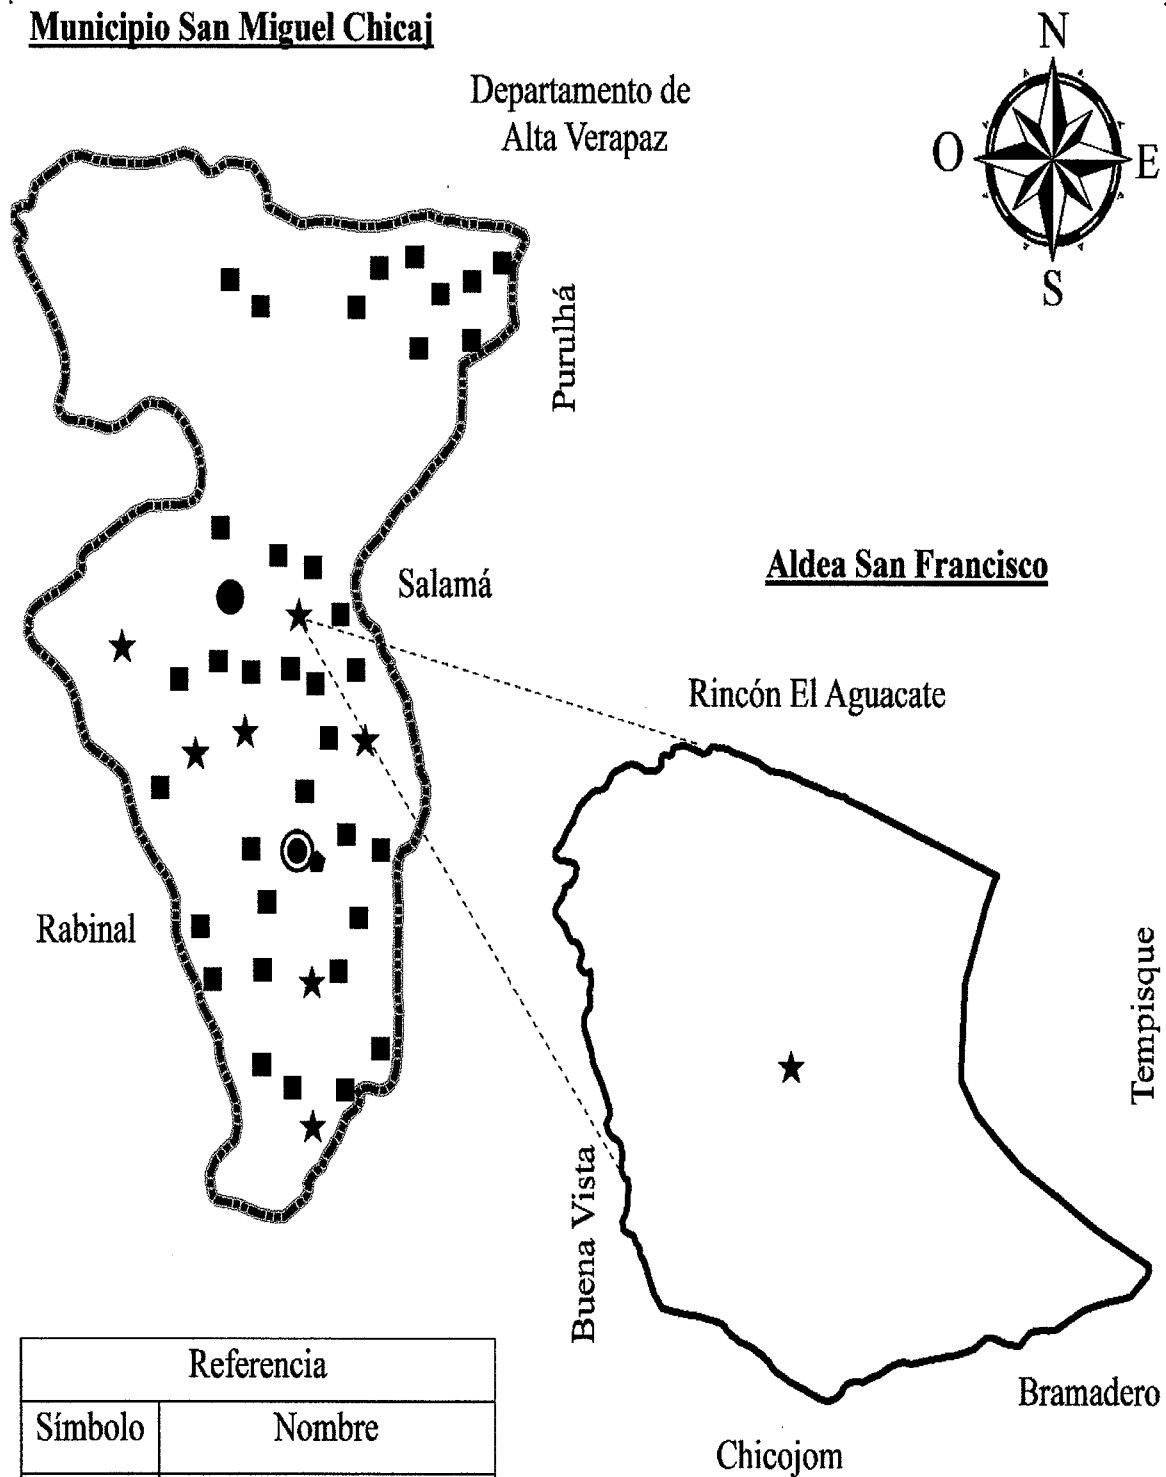 Municipio San Miguel Chicaj
Departamento de
Alta Verapaz
N
O
E
S
Purulhá
Salamá
Aldea San Francisco
Rincón El Aguacate
Rabinal
Tempisque
Buena Vista
Referencia
Símbolo Nombre
Bramadero
Chicojom